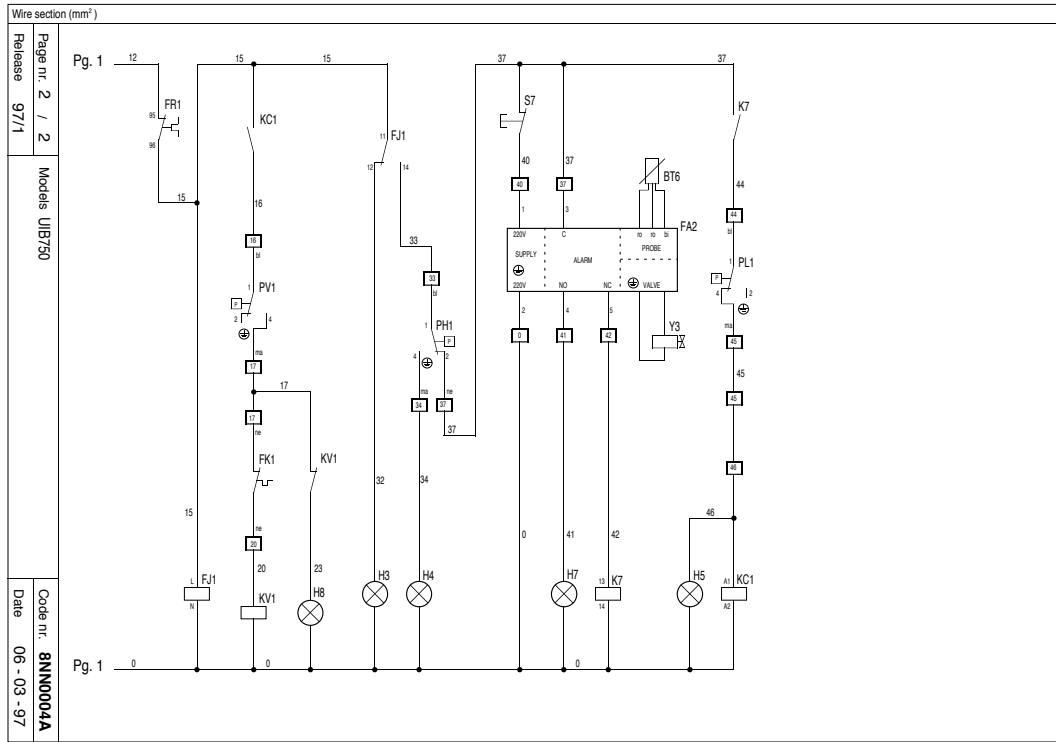 Wire section (mm²)
Page nr. 2 / 2
Release 97/1
Models UIB750
Code nr. 8NN0004A
Date 06 - 03 - 97
Pg. 1
12
15
15
37
37
FR1
95
96
15
KC1
16
16
bl
1
PV1
P
2
4
ma
17
17
17
ne
FK1
KV1
ne
20
20
23
15
L
FJ1
N
KV1
H8
11
FJ1
12
14
33
33
bl
1
PH1
P
4
2
ma
ne
34
37
37
32
34
H3
H4
S7
40
37
40
37
1
3
BT6
FA2
220V
C
ro
ro
bi
SUPPLY
ALARM
PROBE
220V
NO
NC
VALVE
2
4
5
0
41
42
Y3
0
41
42
H7
13
K7
14
K7
44
44
bl
1
PL1
P
4
2
ma
45
45
45
46
46
H5
A1
KC1
A2
Pg. 1
0
0
0